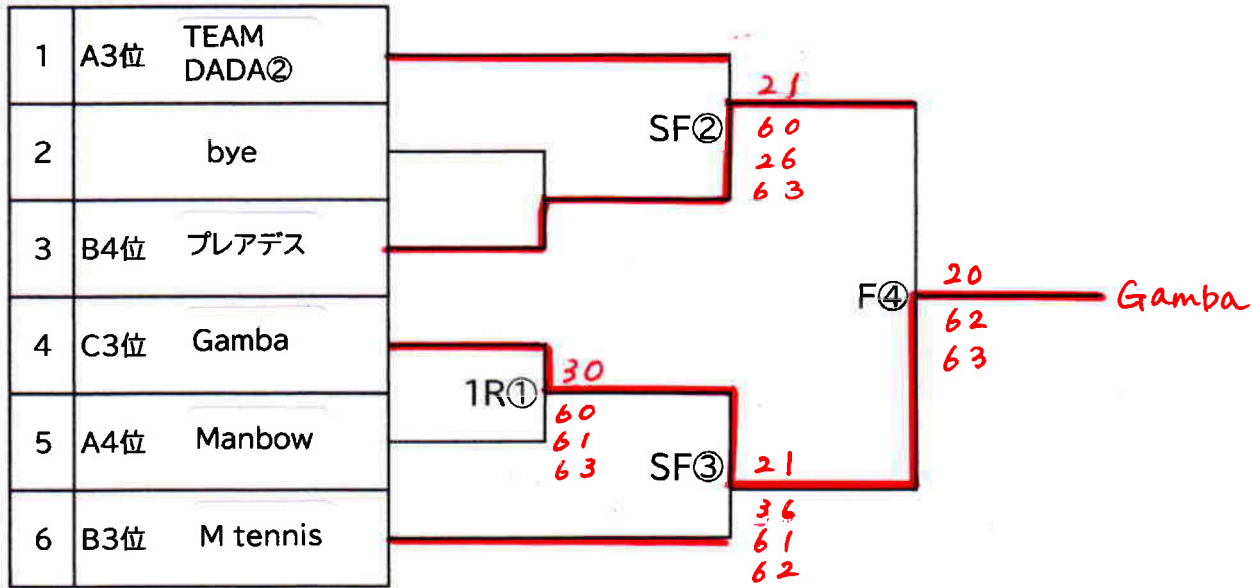 1 A3位 TEAM DADA②
2 bye
3 B4位 プレアデス
4 C3位 Gamba
5 A4位 Manbow
6 B3位 M tennis
1R①
30
60
61
63
SF②
21
60
26
63
SF③
21
36
61
62
F④
20
62
63
Gamba